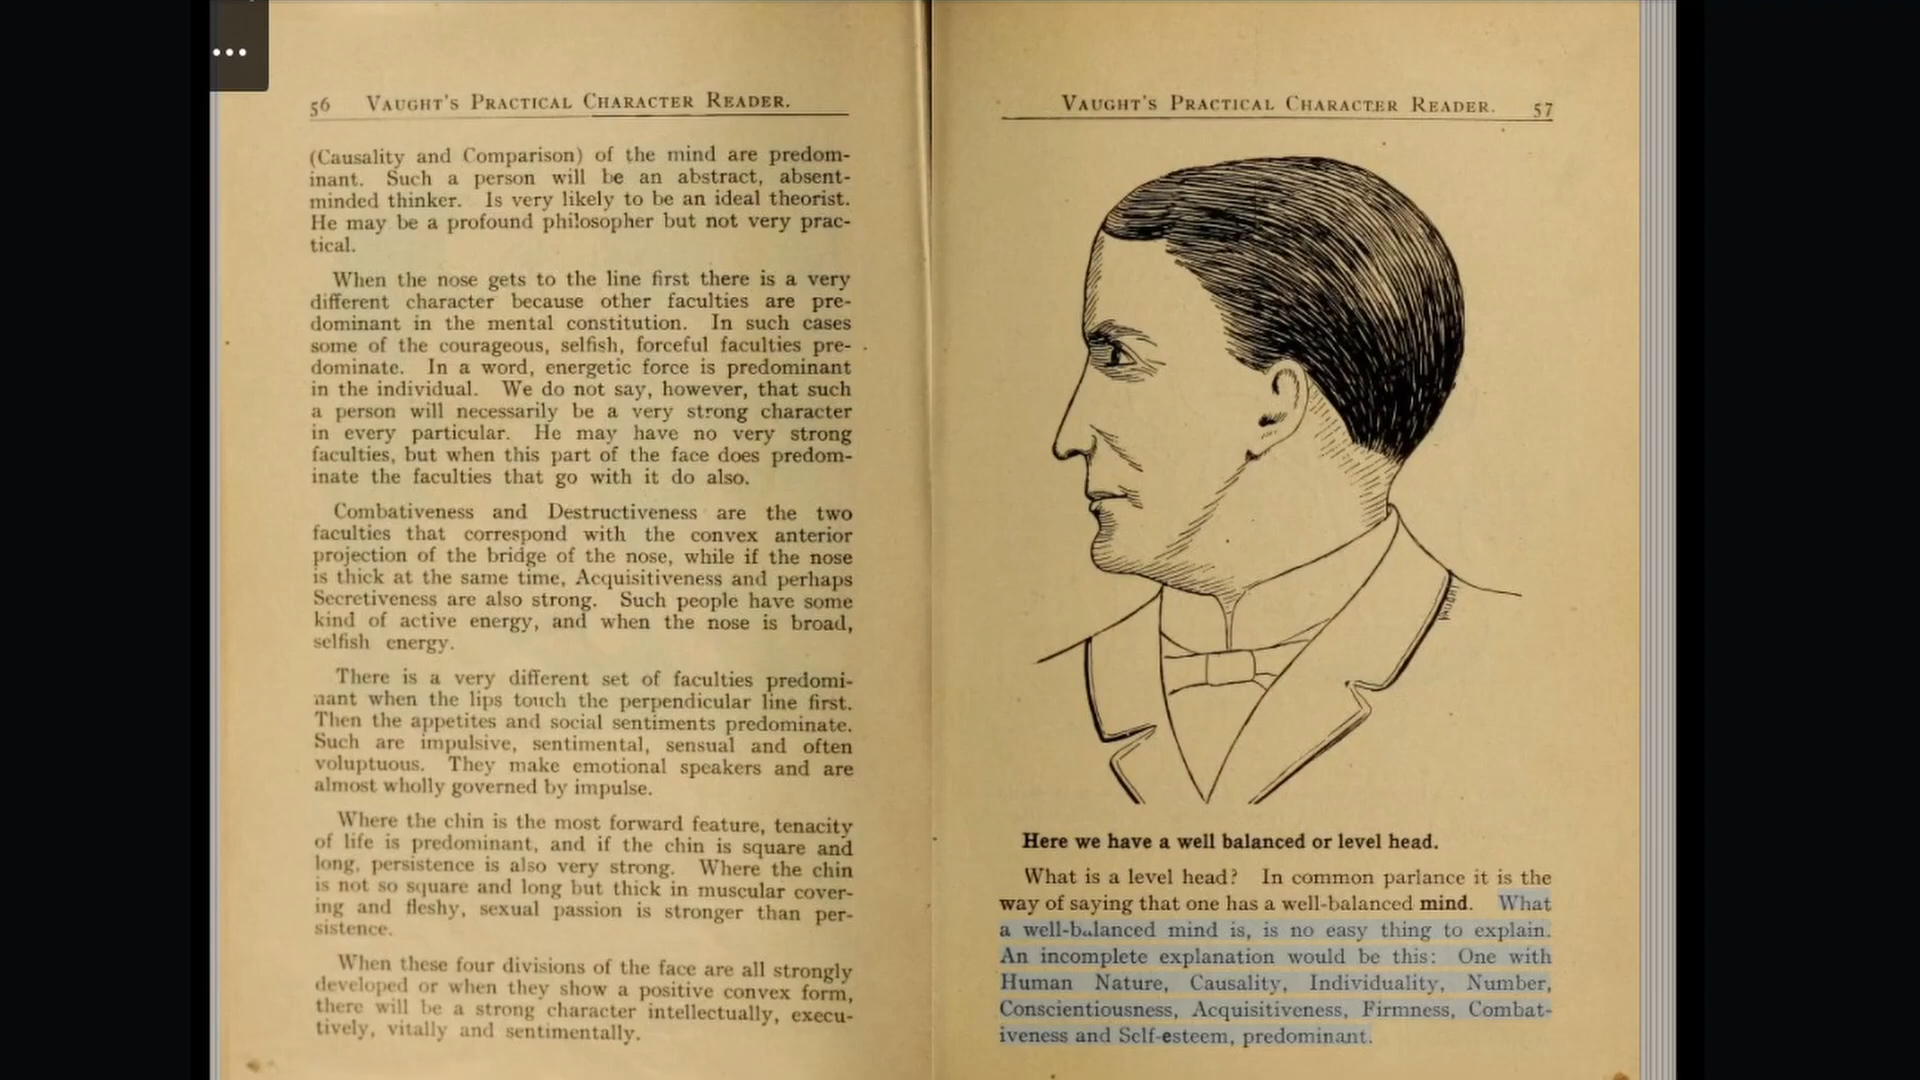 56 VAUGHT'S PRACTICAL CHARACTER READER.
(Causality and Comparison) of the mind are predom-
inant. Such a person will be an abstract, absent-
minded thinker. Is very likely to be an ideal theorist.
He may be a profound philosopher but not very prac-
tical.
When the nose gets to the line first there is a very
different character because other faculties are pre-
dominant in the mental constitution. In such cases
some of the courageous, selfish, forceful faculties pre-
dominate. In a word, energetic force is predominant
in the individual. We do not say, however, that such
a person will necessarily be a very strong character
in every particular. He may have no very strong
faculties, but when this part of the face does predom-
inate the faculties that go with it do also.
Combativeness and Destructiveness are the two
faculties that correspond with the convex anterior
projection of the bridge of the nose, while if the nose
is thick at the same time, Acquisitiveness and perhaps
Secretiveness are also strong. Such people have some
kind of active energy, and when the nose is broad,
selfish energy.
There is a very different set of faculties predomi-
nant when the lips touch the perpendicular line first.
Then the appetites and social sentiments predominate.
Such are impulsive, sentimental, sensual and often
voluptuous. They make emotional speakers and are
almost wholly governed by impulse.
Where the chin is the most forward feature, tenacity
of life is predominant, and if the chin is square and
long, persistence is also very strong. Where the chin
is not so square and long but thick in muscular cover-
ing and fleshy, sexual passion is stronger than per-
sistence.
When these four divisions of the face are all strongly
developed or when they show a positive convex form,
there will be a strong character intellectually, execu-
tively, vitally and sentimentally.
VAUGHT'S PRACTICAL CHARACTER READER. 57
VAUGHT
Here we have a well balanced or level head.
What is a level head? In common parlance it is the
way of saying that one has a well-balanced mind. What
a well-balanced mind is, is no easy thing to explain.
An incomplete explanation would be this: One with
Human Nature, Causality, Individuality, Number,
Conscientiousness, Acquisitiveness, Firmness, Combat-
iveness and Self-esteem, predominant.